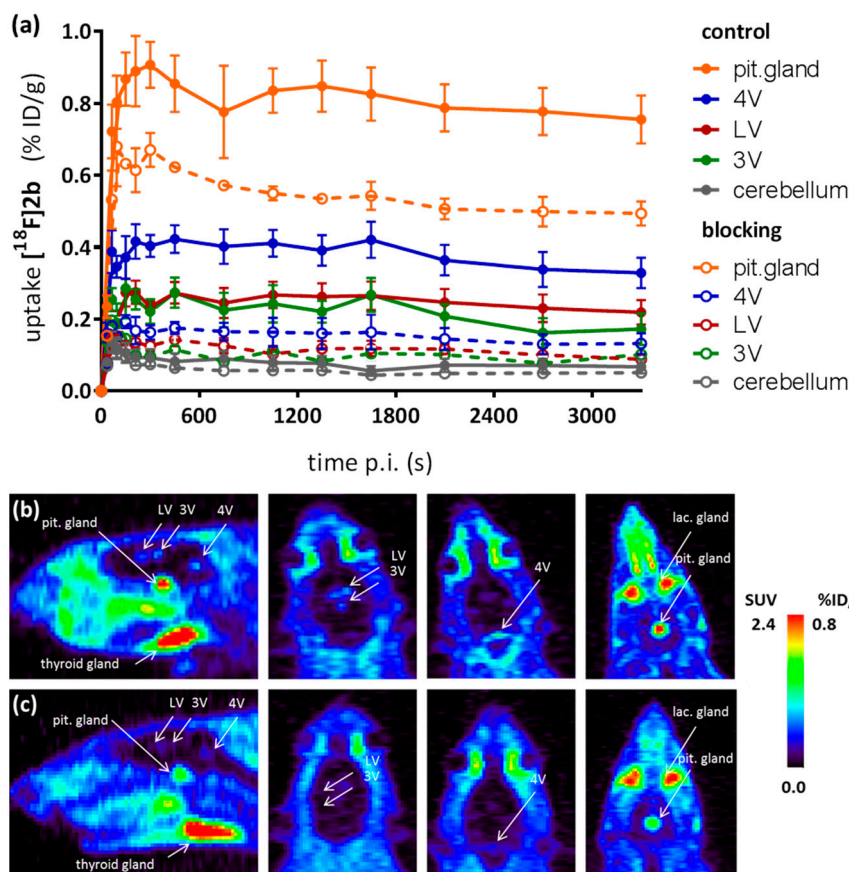 (a)
uptake [¹⁸F]2b (% ID/g)
1.0
0.8
0.6
0.4
0.2
0.0
0 600 1200 1800 2400 3000
time p.i. (s)
control
pit.gland
4V
LV
3V
cerebellum
blocking
pit.gland
4V
LV
3V
cerebellum
(b)
LV 3V 4V
pit. gland
thyroid gland
LV
3V
4V
lac. gland
pit. gland
SUV %ID/
2.4 0.8
0.0
(c)
LV 3V 4V
pit. gland
thyroid gland
LV
3V
4V
lac. gland
pit. gland